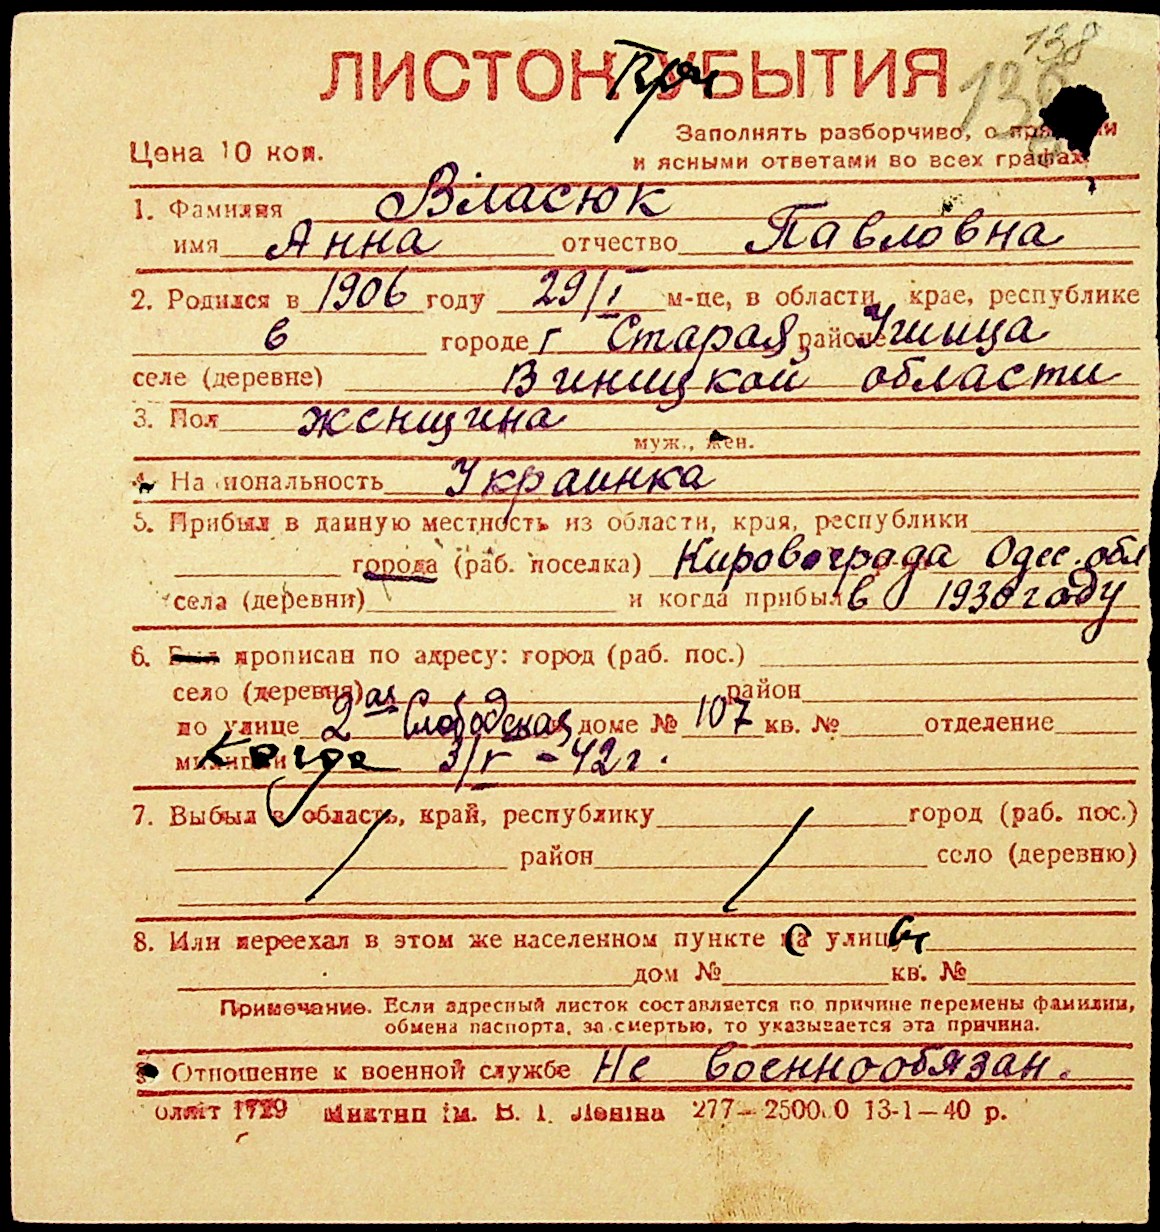 138
ЛИСТОК УБЫТИЯ
Цена 10 коп.
Заполнять разборчиво, с прямыми
и ясными ответами во всех графах
1. Фамилия Власюк
имя Анна отчество Павловна
2. Родился в 1906 году 29/I м-це, в области, крае, республике
в городе г Старая районе Ушица
селе (деревне) Виницкой области
3. Пол женщина
муж., жен.
4. Национальность Украинка
5. Прибыл в данную местность из области, края, республики
города (раб. поселка) Кировограда Одес. обл
села (деревни) и когда прибыл в 1930 году
6. Был прописан по адресу: город (раб. пос.)
село (деревня) район
по улице 2ая Слободская доме № 107 кв. № отделение
милиции Когда 3/V - 42 г.
7. Выбыл в область, край, республику город (раб. пос.)
район село (деревню)
8. Или переехал в этом же населенном пункте на улицу
дом № кв. №
Примечание. Если адресный листок составляется по причине перемены фамилии,
обмена паспорта, за смертью, то указывается эта причина.
Отношение к военной службе Не военнообязан.
ім. В. І. Леніна 277— 13-1—40 р.